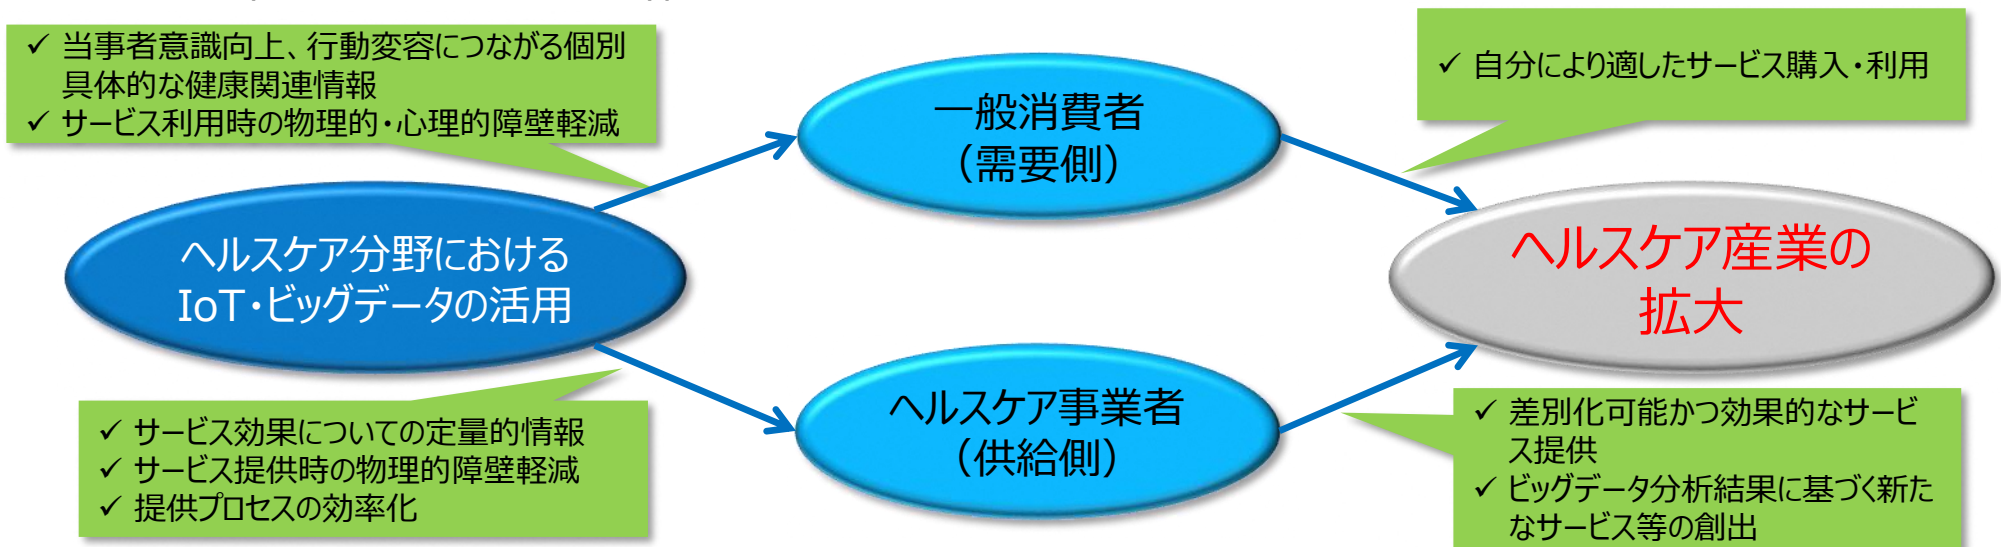 ✓ 当事者意識向上、行動変容につながる個別
具体的な健康関連情報
✓ サービス利用時の物理的・心理的障壁軽減
一般消費者
（需要側）
✓ 自分により適したサービス購入・利用
ヘルスケア分野における
IoT・ビッグデータの活用
ヘルスケア産業の
拡大
✓ サービス効果についての定量的情報
✓ サービス提供時の物理的障壁軽減
✓ 提供プロセスの効率化
ヘルスケア事業者
（供給側）
✓ 差別化可能かつ効果的なサービ
ス提供
✓ ビッグデータ分析結果に基づく新た
なサービス等の創出